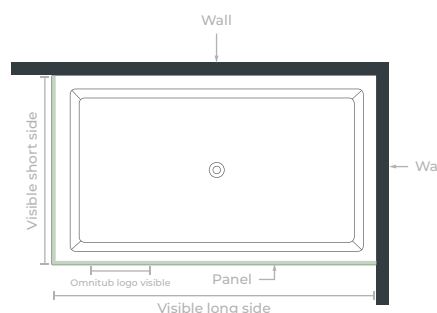 Wall
Visible short side
Wa
Omnitub logo visible
Panel
Visible long side